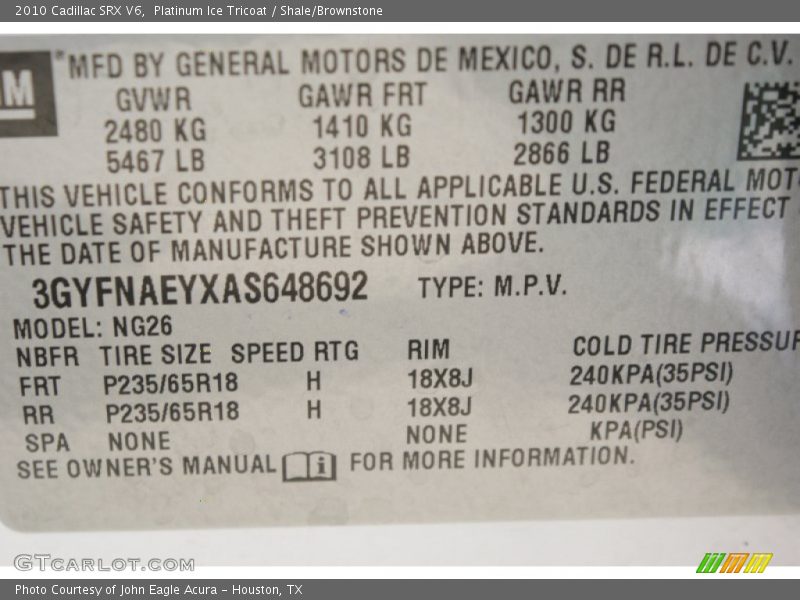 2010 Cadillac SRX V6,  Platinum Ice Tricoat / Shale/Brownstone
MFD BY GENERAL MOTORS DE MEXICO, S. DE R.L. DE C.V.
GVWR GAWR FRT GAWR RR
2480 KG 1410 KG 1300 KG
5467 LB 3108 LB 2866 LB
THIS VEHICLE CONFORMS TO ALL APPLICABLE U.S. FEDERAL MOT
VEHICLE SAFETY AND THEFT PREVENTION STANDARDS IN EFFECT
THE DATE OF MANUFACTURE SHOWN ABOVE.
3GYFNAEYXAS648692 TYPE: M.P.V.
MODEL: NG26
NBFR TIRE SIZE SPEED RTG RIM COLD TIRE PRESSUR
FRT P235/65R18 H 18X8J 240KPA(35PSI)
RR P235/65R18 H 18X8J 240KPA(35PSI)
SPA NONE NONE KPA(PSI)
SEE OWNER'S MANUAL i FOR MORE INFORMATION.
GTCARLOT.COM
Photo Courtesy of John Eagle Acura - Houston, TX